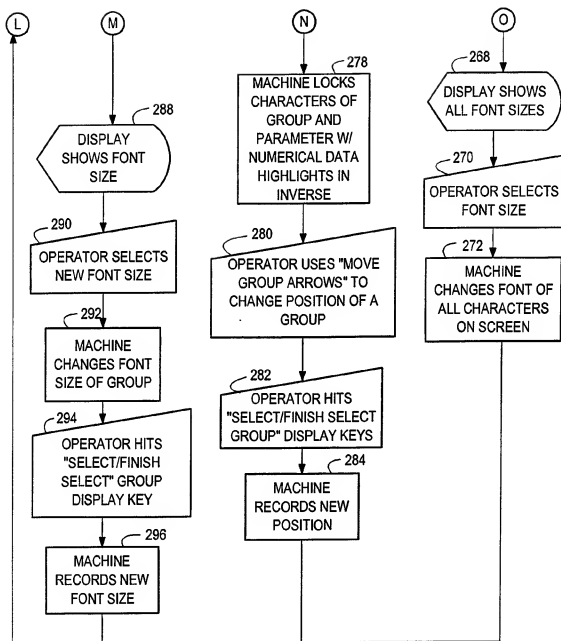 L
M
N
O
288
DISPLAY
SHOWS FONT
SIZE
290
OPERATOR SELECTS
NEW FONT SIZE
292
MACHINE
CHANGES FONT
SIZE OF GROUP
294
OPERATOR HITS
"SELECT/FINISH
SELECT" GROUP
DISPLAY KEY
296
MACHINE
RECORDS NEW
FONT SIZE
278
MACHINE LOCKS
CHARACTERS OF
GROUP AND
PARAMETER W/
NUMERICAL DATA
HIGHLIGHTS IN
INVERSE
280
OPERATOR USES "MOVE
GROUP ARROWS" TO
CHANGE POSITION OF A
GROUP
282
OPERATOR HITS
"SELECT/FINISH SELECT
GROUP" DISPLAY KEYS
284
MACHINE
RECORDS NEW
POSITION
268
DISPLAY SHOWS
ALL FONT SIZES
270
OPERATOR SELECTS
FONT SIZE
272
MACHINE
CHANGES FONT OF
ALL CHARACTERS
ON SCREEN